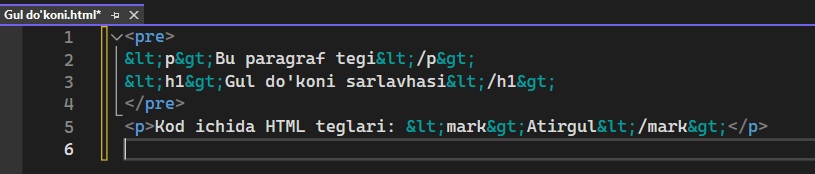 Gul do'koni.html*
1 <pre>
2 &lt;p&gt;Bu paragraf tegi&lt;/p&gt;
3 &lt;h1&gt;Gul do'koni sarlavhasi&lt;/h1&gt;
4 </pre>
5 <p>Kod ichida HTML teglari: &lt;mark&gt;Atirgul&lt;/mark&gt;</p>
6